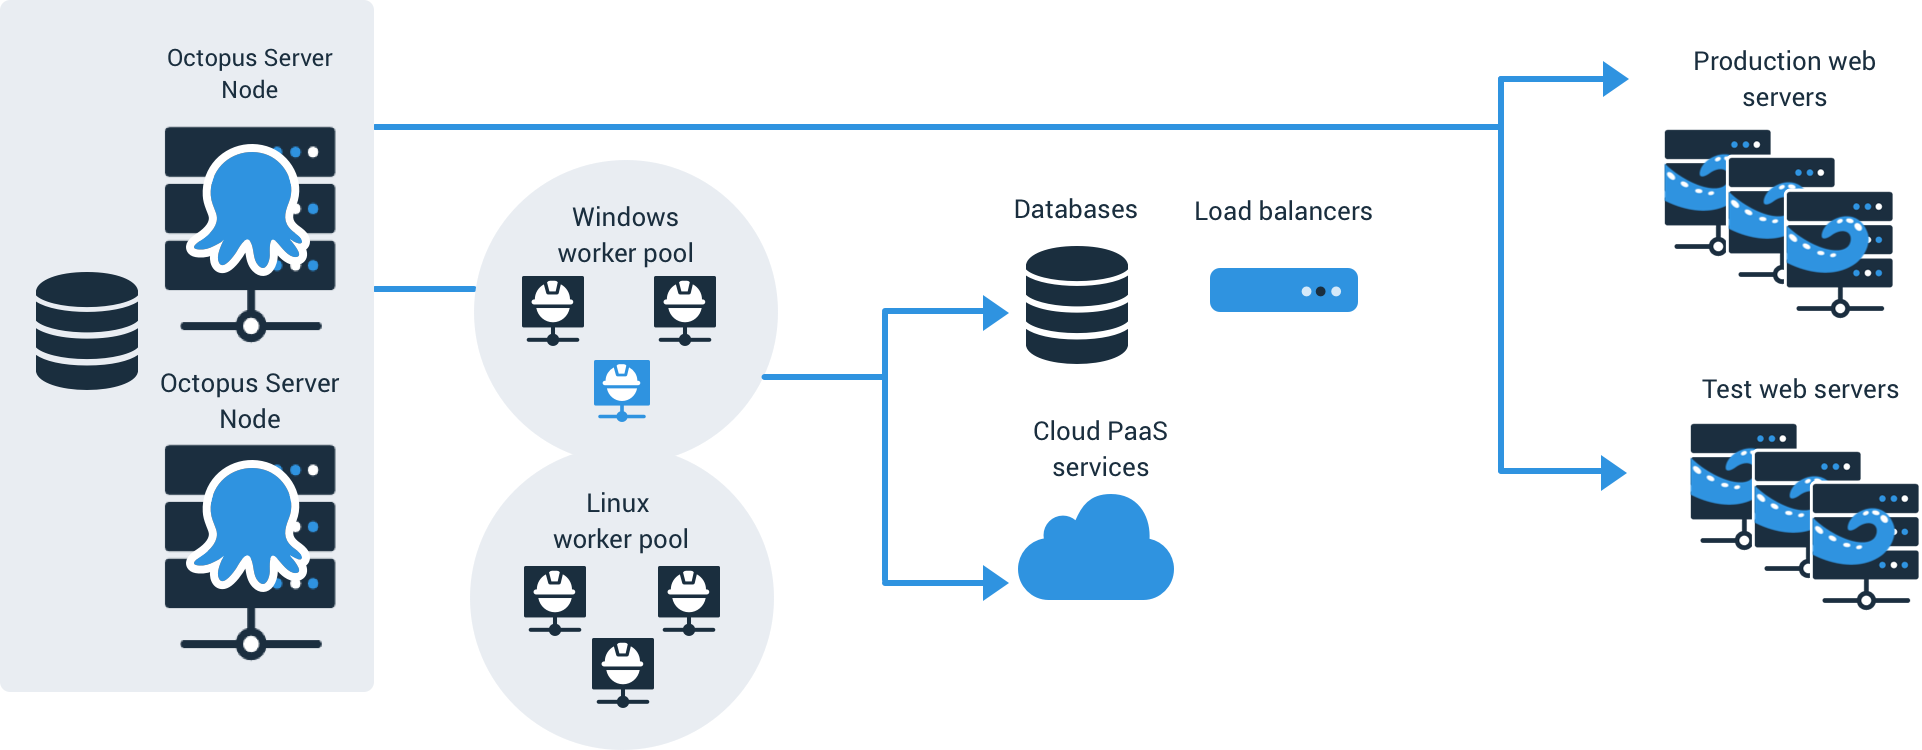 Octopus Server
Node
Octopus Server
Node
Windows
worker pool
Linux
worker pool
Databases
Load balancers
Cloud PaaS
services
Production web
servers
Test web servers